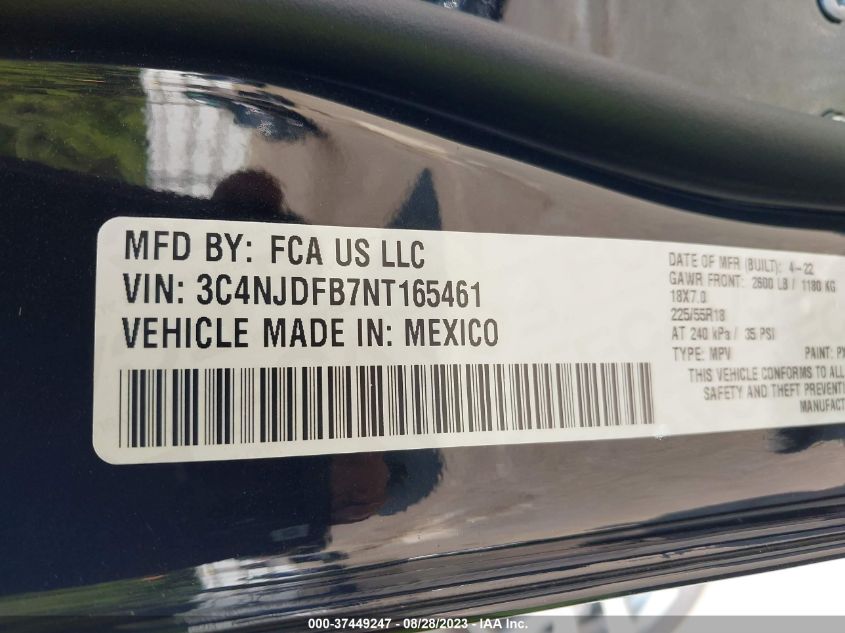 MFD BY: FCA US LLC
VIN: 3C4NJDFB7NT165461
VEHICLE MADE IN: MEXICO
DATE OF MFR (BUILT): 4-22
GAWR FRONT: 2600 LB / 1180 KG
18X7.0
225/55R18
AT 240 kPa / 35 PSI
TYPE: MPV PAINT: PX
THIS VEHICLE CONFORMS TO ALL
SAFETY AND THEFT PREVENTI
MANUFACT
000-37449247 - 08/28/2023 - IAA Inc.